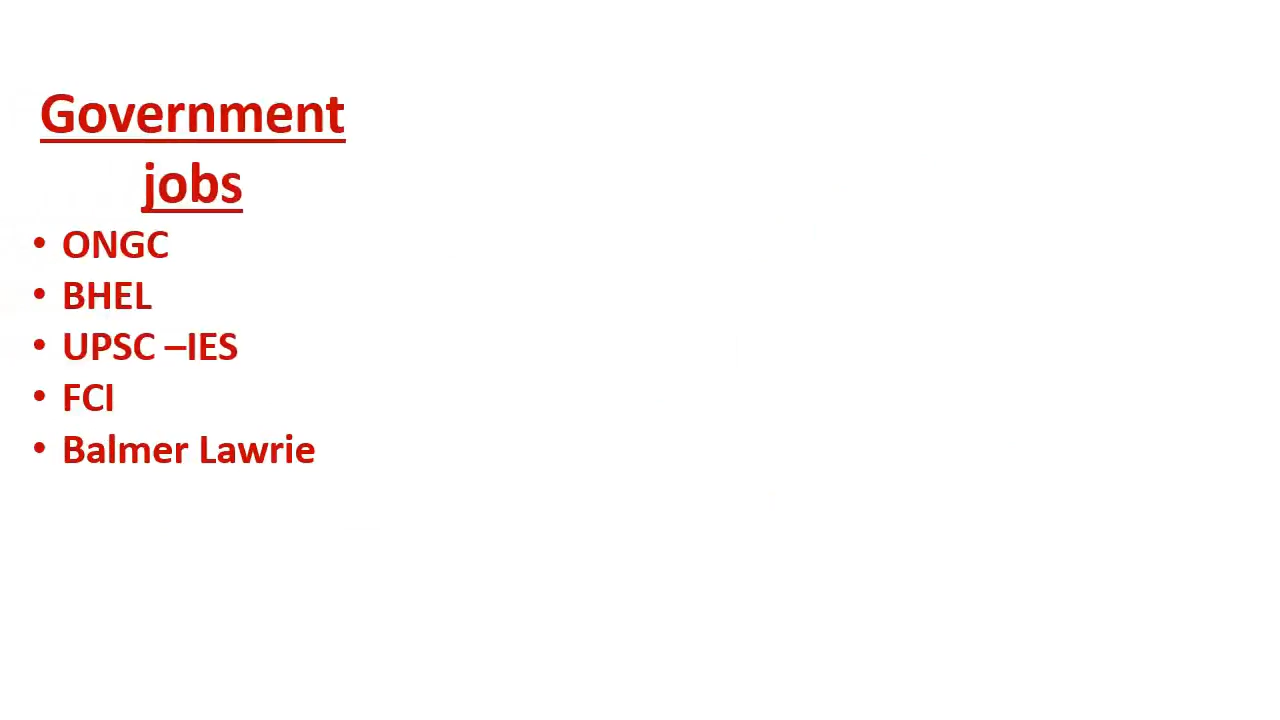 Government
jobs
• ONGC
• BHEL
• UPSC –IES
• FCI
• Balmer Lawrie